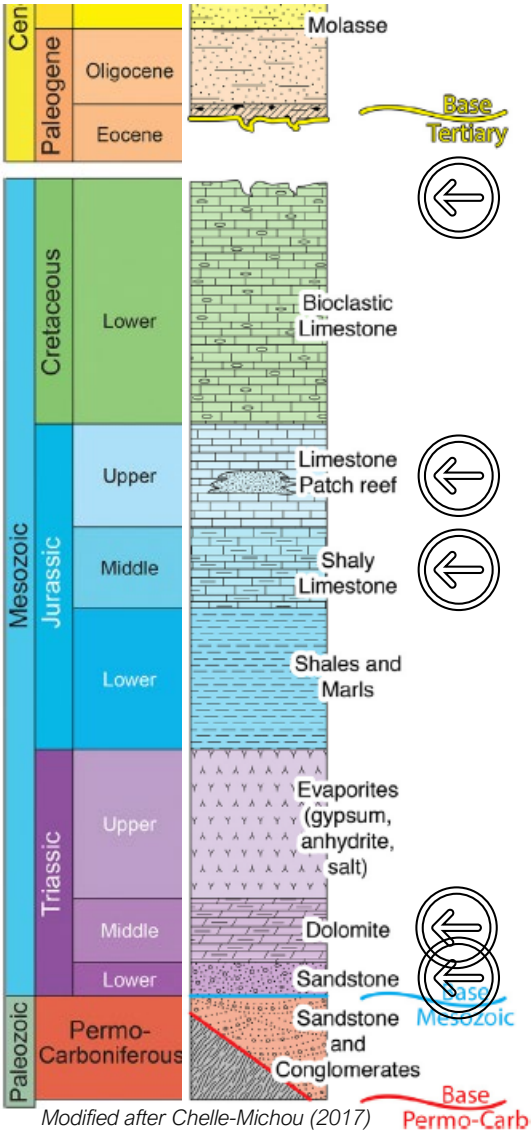 Cen
Paleogene
Oligocene
Eocene
Molasse
Base
Tertiary
Mesozoic
Cretaceous
Lower
Bioclastic
Limestone
Jurassic
Upper
Limestone
Patch reef
Middle
Shaly
Limestone
Lower
Shales and
Marls
Triassic
Upper
Evaporites
(gypsum,
anhydrite,
salt)
Middle
Dolomite
Lower
Sandstone
Base
Mesozoic
Paleozoic
Permo-
Carboniferous
Sandstone
and
Conglomerates
Base
Permo-Carb
Modified after Chelle-Michou (2017)